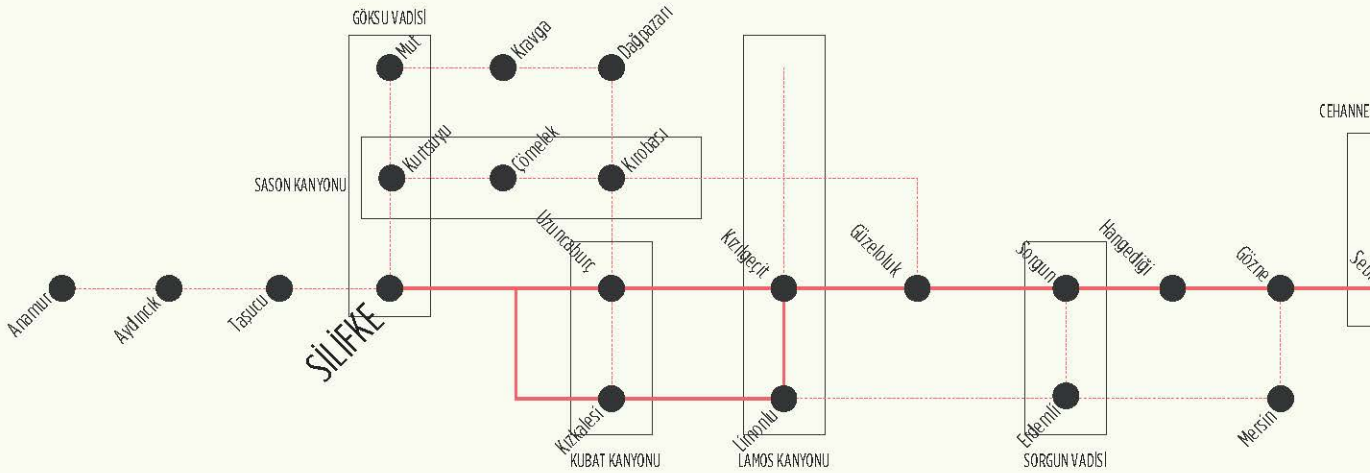 GÖKSU VADİSİ
Mut
Kravga
Dağpazarı
CEHANNE
Kurtsuyu
Çömelek
Kırobası
SASON KANYONU
Uzuncaburç
Kızılgeçit
Güzeloluk
Sorgun
Hangediği
Gözne
Anamur
Aydıncık
Taşucu
SİLİFKE
Kızkalesi
Limonlu
Erdemli
Mersin
KUBAT KANYONU
LAMOS KANYONU
SORGUN VADİSİ